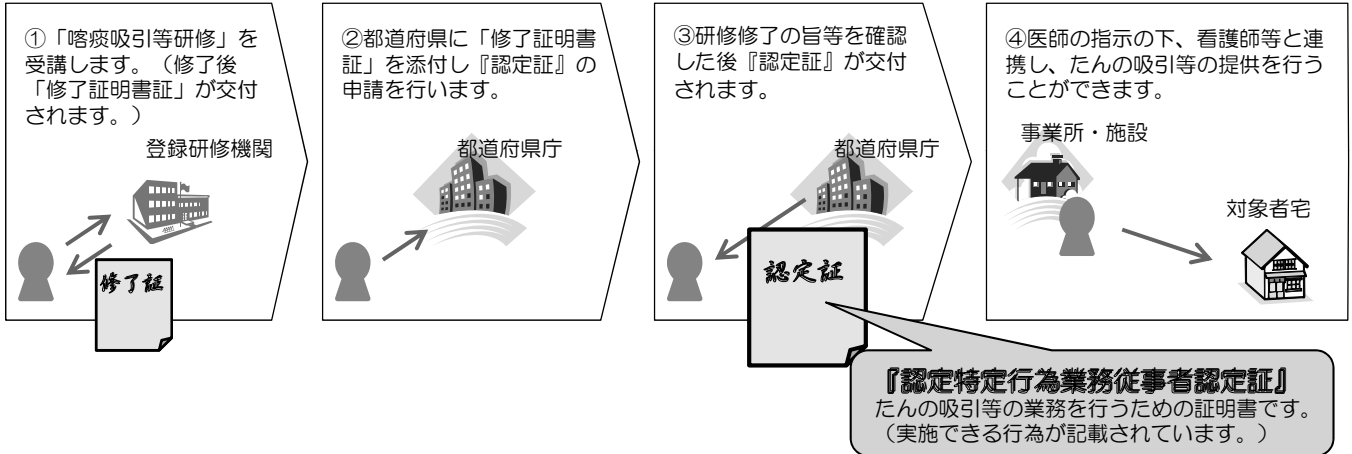 ①「喀痰吸引等研修」を
受講します。（修了後
「修了証明書証」が交付
されます。）
登録研修機関
修了証
②都道府県に「修了証明書
証」を添付し『認定証』の
申請を行います。
都道府県庁
③研修修了の旨等を確認
した後『認定証』が交付
されます。
都道府県庁
認定証
④医師の指示の下、看護師等と連
携し、たんの吸引等の提供を行う
ことができます。
事業所・施設
対象者宅
『認定特定行為業務従事者認定証』
たんの吸引等の業務を行うための証明書です。
（実施できる行為が記載されています。）